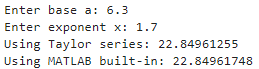 Enter base a: 6.3
Enter exponent x: 1.7
Using Taylor series: 22.84961255
Using MATLAB built-in: 22.84961748